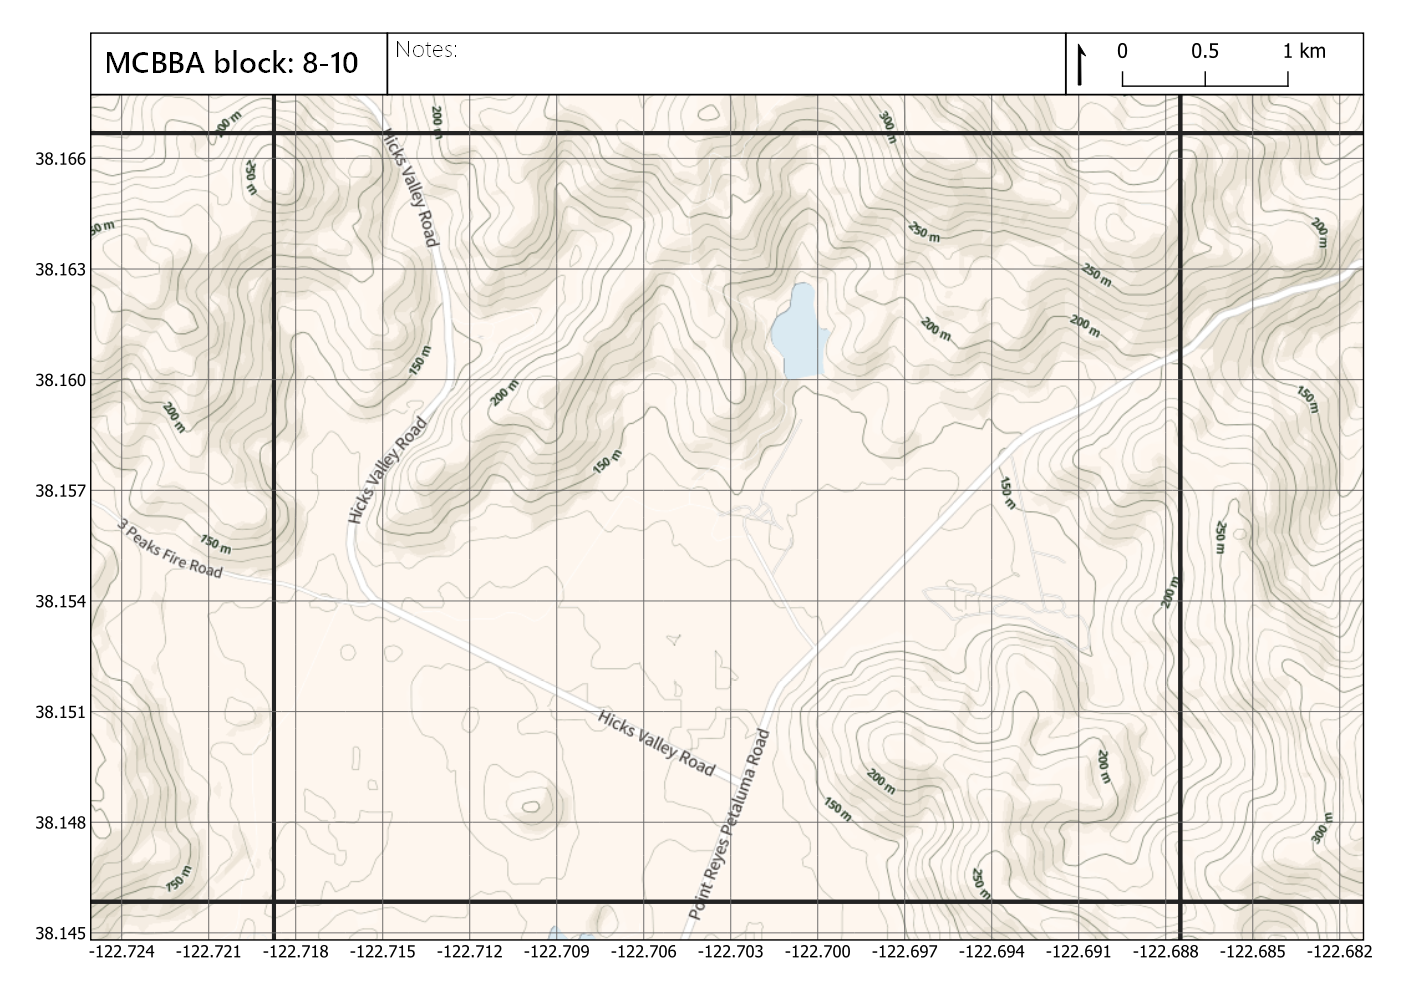 MCBBA block: 8-10
Notes:
0 0.5 1 km
200 m
200 m
300 m
Hicks Valley Road
38.166
250 m
200 m
250 m
38.163
250 m
200 m
200 m
150 m
38.160
200 m
150 m
200 m
Hicks Valley Road
150 m
38.157
150 m
3 Peaks Fire Road
150 m
250 m
200 m
38.154
38.151
Hicks Valley Road
Point Reyes Petaluma Road
200 m
200 m
150 m
38.148
300 m
750 m
250 m
38.145
-122.724 -122.721 -122.718 -122.715 -122.712 -122.709 -122.706 -122.703 -122.700 -122.697 -122.694 -122.691 -122.688 -122.685 -122.682